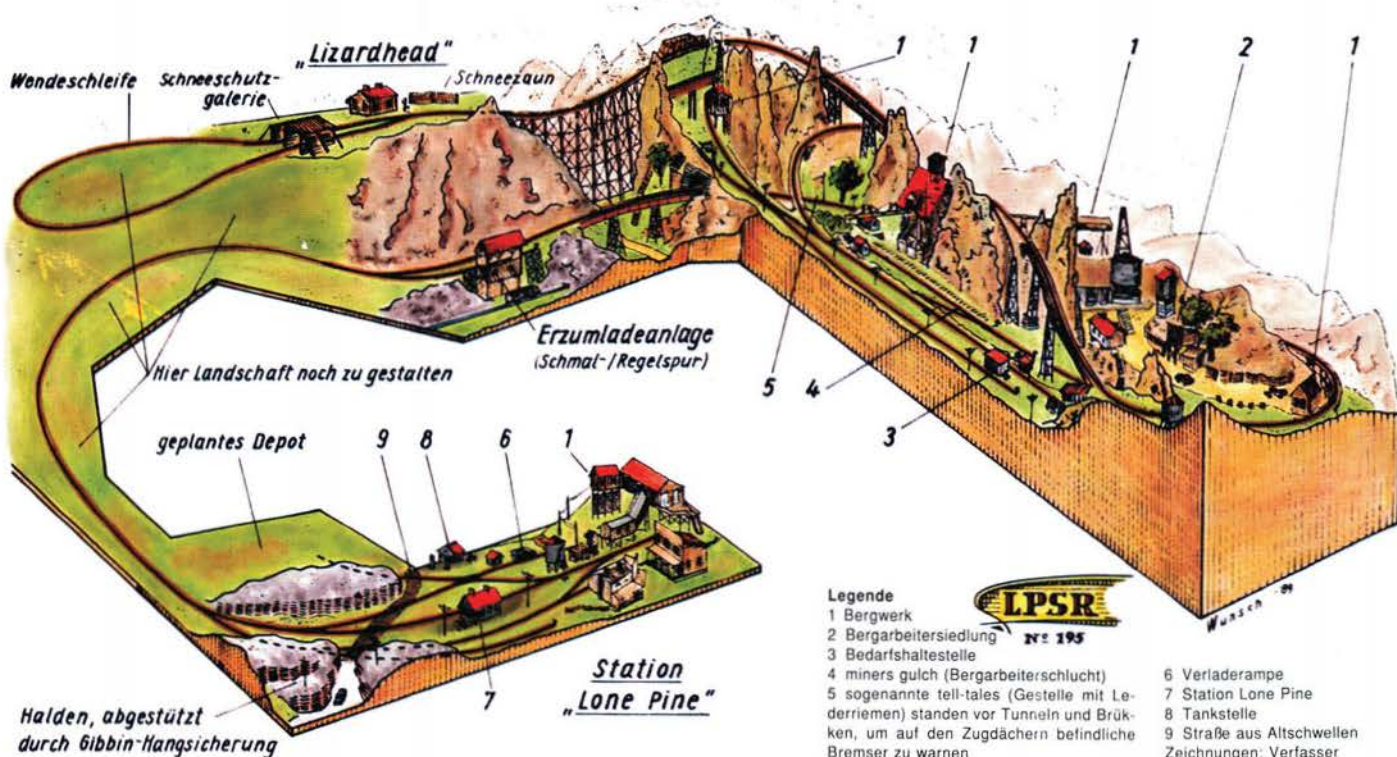 „Lizardhead“
Wendeschleife
Schneeschutz-
galerie
Schneezaun
1
1
1
2
1
Erzumladeanlage
(Schmal-/Regelspur)
5
4
3
Hier Landschaft noch zu gestalten
geplantes Depot
9
8
6
1
7
Station
„Lone Pine“
Halden, abgestützt
durch Gibbin-Hangsicherung
Legende
1 Bergwerk
2 Bergarbeitersiedlung
3 Bedarfshaltestelle
4 miners gulch (Bergarbeiterschlucht)
5 sogenannte tell-tales (Gestelle mit Le-
derriemen) standen vor Tunneln und Brük-
ken, um auf den Zugdächern befindliche
Bremser zu warnen
LPSR
Nº 195
6 Verladerampe
7 Station Lone Pine
8 Tankstelle
9 Straße aus Altschwellen
Zeichnungen: Verfasser
Wunsch -89